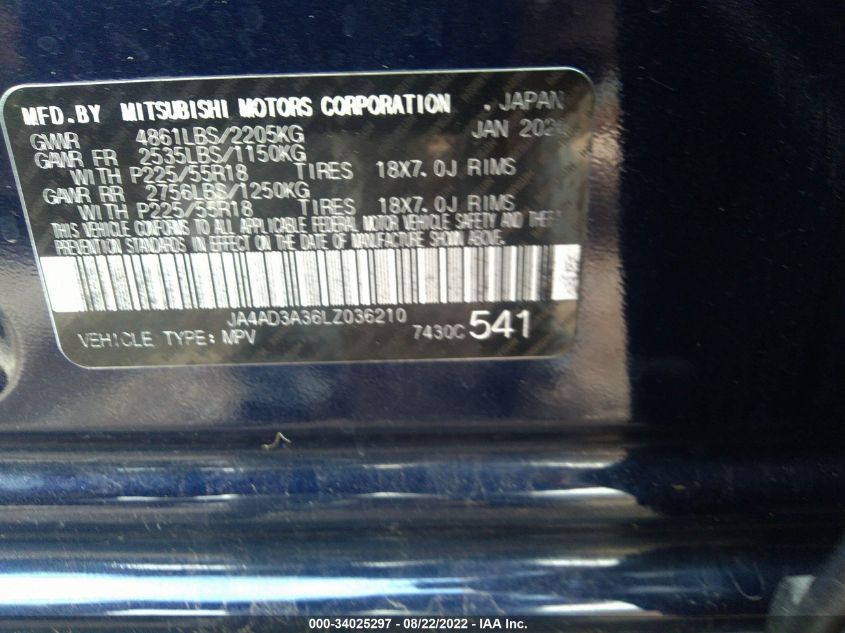 MFD.BY MITSUBISHI MOTORS CORPORATION . JAPAN
GVWR 4861LBS/2205KG JAN 2020
GAWR FR 2535LBS/1150KG
WITH P225/55R18 TIRES 18X7.0J RIMS
GAWR RR 2756LBS/1250KG
WITH P225/55R18 TIRES 18X7.0J RIMS
THIS VEHICLE CONFORMS TO ALL APPLICABLE FEDERAL MOTOR VEHICLE SAFETY AND THEFT
PREVENTION STANDARDS IN EFFECT ON THE DATE OF MANUFACTURE SHOWN ABOVE.
JA4AD3A36LZ036210
VEHICLE TYPE: MPV 7430C 541
000-34025297 - 08/22/2022 - IAA Inc.